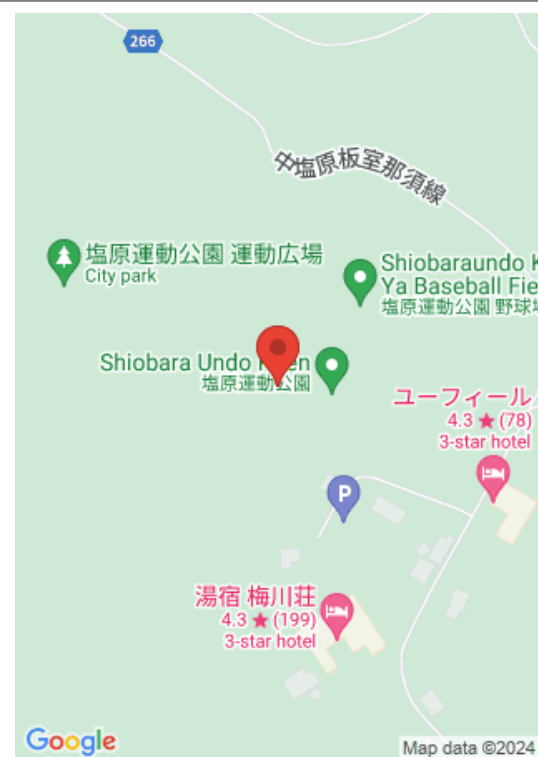 266
中塩原板室那須線
塩原運動公園 運動広場
City park
Shiobaraundo K
Ya Baseball Fie
塩原運動公園 野球場
Shiobara Undo K en
塩原運動公園
ユーフィール
4.3 ★ (78)
3-star hotel
P
湯宿 梅川荘
4.3 ★ (199)
3-star hotel
Google
Map data ©2024